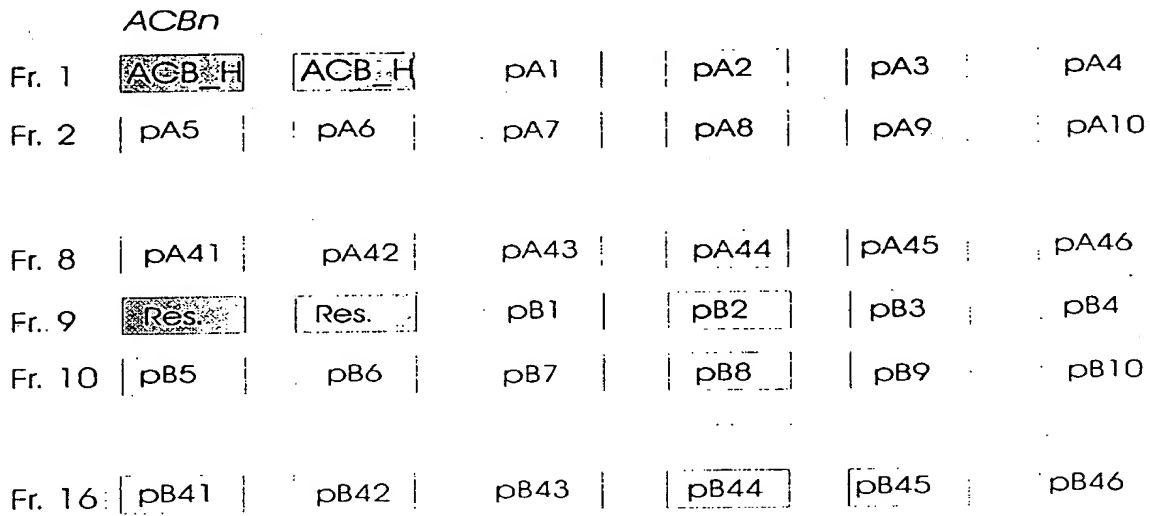 ACBn
Fr. 1 ACB_H ACB_H pA1 pA2 pA3 pA4
Fr. 2 pA5 pA6 pA7 pA8 pA9 pA10
Fr. 8 pA41 pA42 pA43 pA44 pA45 pA46
Fr. 9 Res. Res. pB1 pB2 pB3 pB4
Fr. 10 pB5 pB6 pB7 pB8 pB9 pB10
Fr. 16 pB41 pB42 pB43 pB44 pB45 pB46